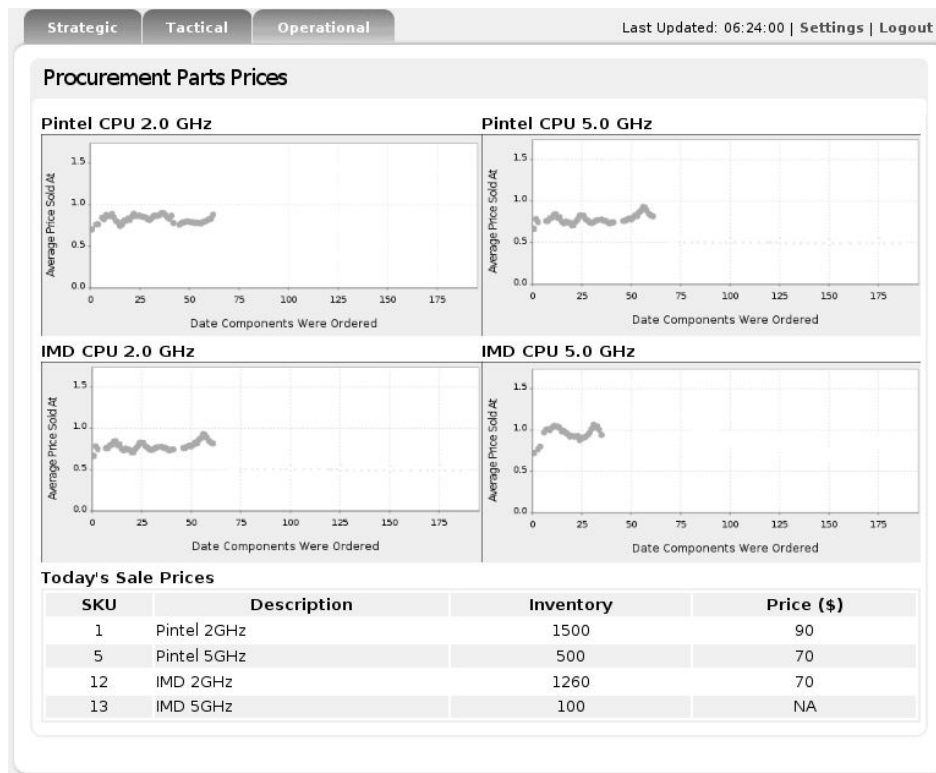 Strategic Tactical Operational Last Updated: 06:24:00 | Settings | Logout
Procurement Parts Prices
Pintel CPU 2.0 GHz
Average Price Sold At
1.5
1.0
0.5
0.0
0 25 50 75 100 125 150 175
Date Components Were Ordered
Pintel CPU 5.0 GHz
Average Price Sold At
1.5
1.0
0.5
0.0
0 25 50 75 100 125 150 175
Date Components Were Ordered
IMD CPU 2.0 GHz
Average Price Sold At
1.5
1.0
0.5
0.0
0 25 50 75 100 125 150 175
Date Components Were Ordered
IMD CPU 5.0 GHz
Average Price Sold At
1.5
1.0
0.5
0.0
0 25 50 75 100 125 150 175
Date Components Were Ordered
Today's Sale Prices
SKU Description Inventory Price ($)
1 Pintel 2GHz 1500 90
5 Pintel 5GHz 500 70
12 IMD 2GHz 1260 70
13 IMD 5GHz 100 NA